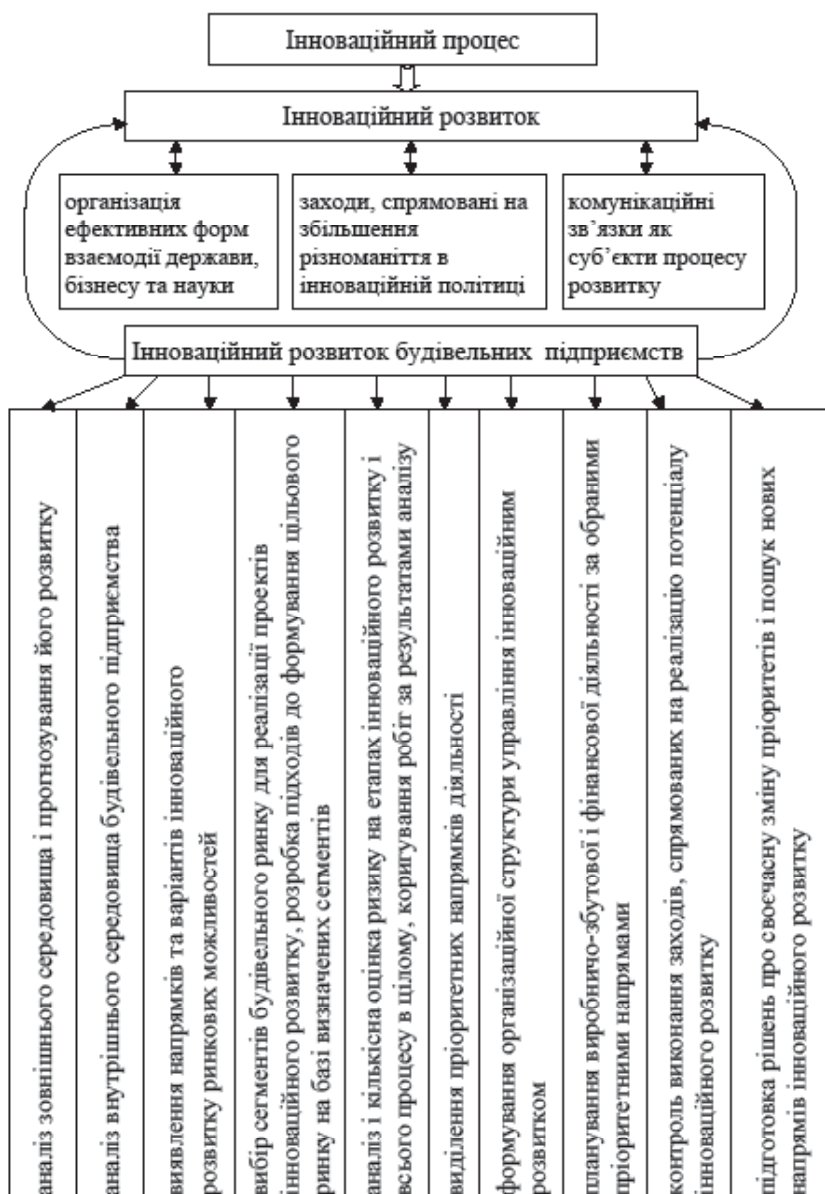 Інноваційний процес
Інноваційний розвиток
організація
ефективних форм
взаємодії держави,
бізнесу та науки
заходи, спрямовані на
збільшення
різноманіття в
інноваційній політиці
комунікаційні
зв’язки як
суб’єкти процесу
розвитку
Інноваційний розвиток будівельних підприємств
аналіз зовнішнього середовища і прогнозування його розвитку
аналіз внутрішнього середовища будівельного підприємства
виявлення напрямків та варіантів інноваційного
розвитку ринкових можливостей
вибір сегментів будівельного ринку для реалізації проектів
інноваційного розвитку, розробка підходів до формування цільового
ринку на базі визначених сегментів
аналіз і кількісна оцінка ризику на етапах інноваційного розвитку і
всього процесу в цілому, коригування робіт за результатами аналізу
виділення пріоритетних напрямків діяльності
формування організаційної структури управління інноваційним
розвитком
планування виробничо-збутової і фінансової діяльності за обраними
пріоритетними напрямами
контроль виконання заходів, спрямованих на реалізацію потенціалу
інноваційного розвитку
підготовка рішень про своєчасну зміну пріоритетів і пошук нових
напрямів інноваційного розвитку